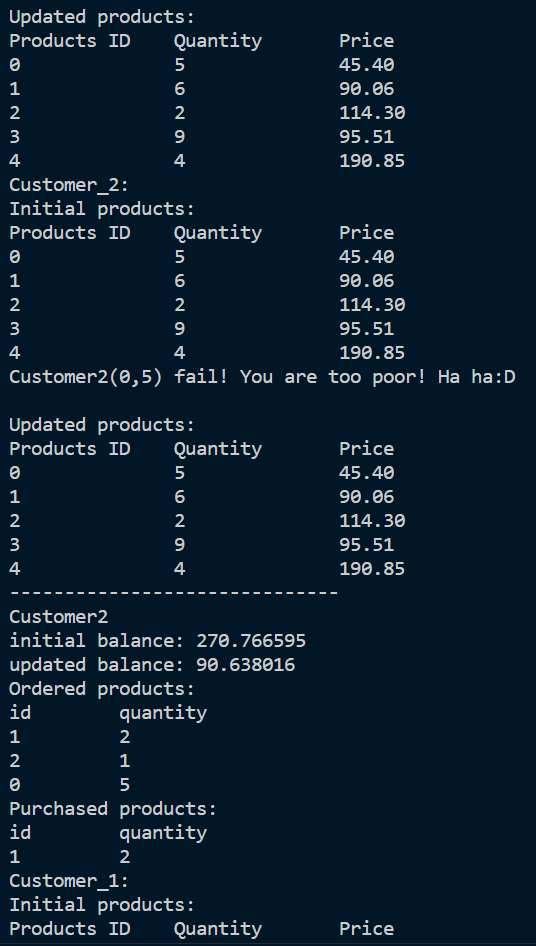 Updated products:
Products ID    Quantity       Price
0              5              45.40
1              6              90.06
2              2              114.30
3              9              95.51
4              4              190.85
Customer_2:
Initial products:
Products ID    Quantity       Price
0              5              45.40
1              6              90.06
2              2              114.30
3              9              95.51
4              4              190.85
Customer2(0,5) fail! You are too poor! Ha ha:D
Updated products:
Products ID    Quantity       Price
0              5              45.40
1              6              90.06
2              2              114.30
3              9              95.51
4              4              190.85
------------------------------
Customer2
initial balance: 270.766595
updated balance: 90.638016
Ordered products:
id        quantity
1         2
2         1
0         5
Purchased products:
id        quantity
1         2
Customer_1:
Initial products:
Products ID    Quantity       Price